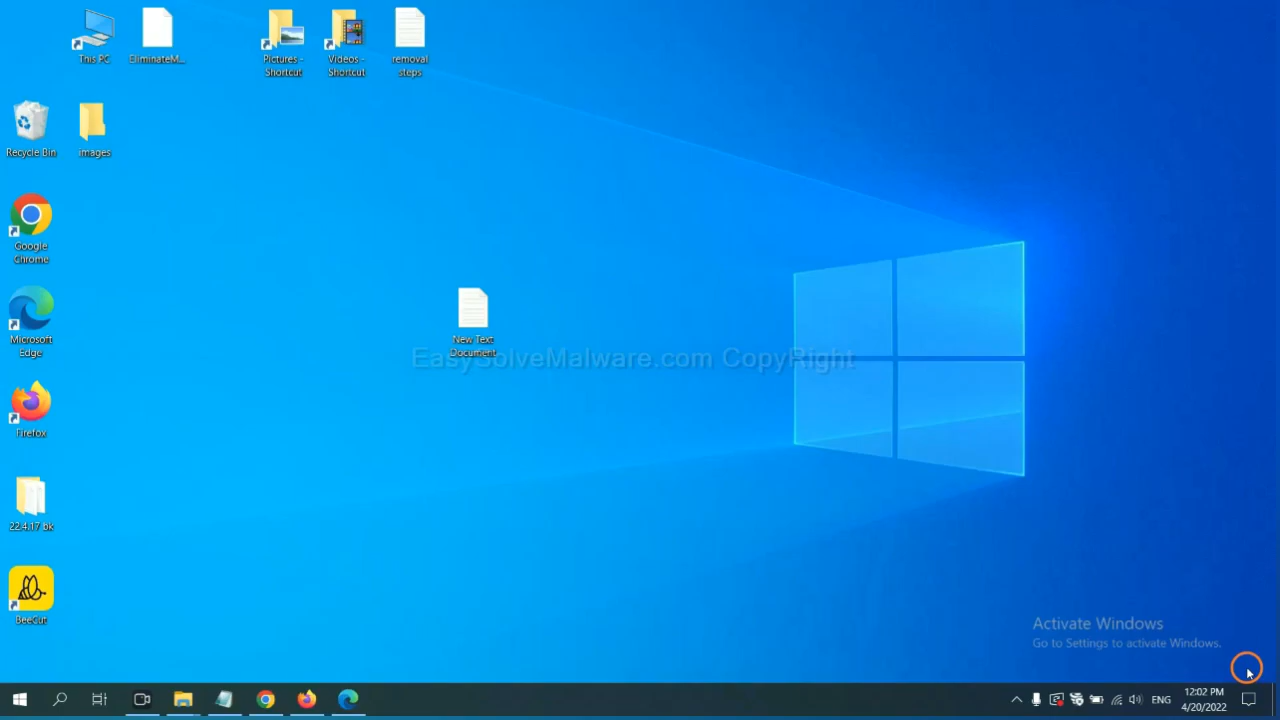 This PC
EliminateM...
Pictures -
Shortcut
Videos -
Shortcut
removal
steps
Recycle Bin
images
Google
Chrome
Microsoft
Edge
New Text
Document
EasySolveMalware.com CopyRight
Firefox
22.4.17 bk
BeeCut
Activate Windows
Go to Settings to activate Windows.
ENG
12:02 PM
4/20/2022